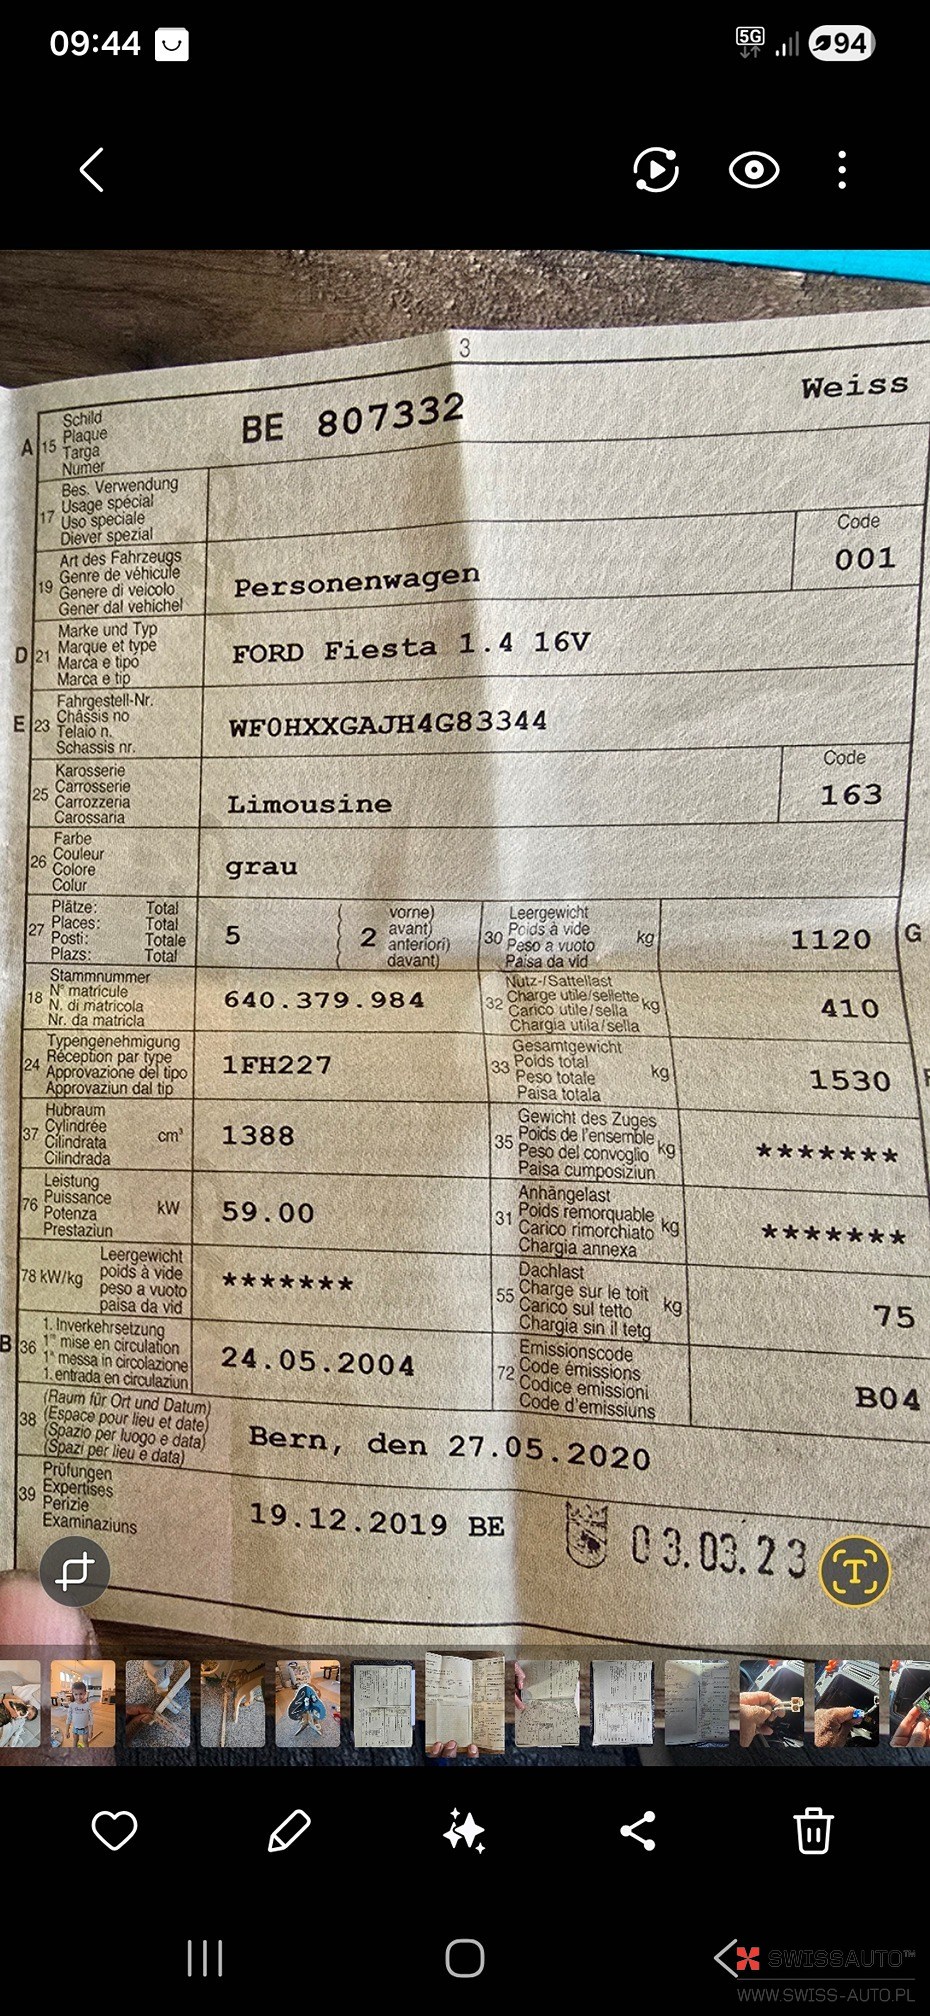 09:44
5G
94
3
A 15 Schild
Plaque
Targa
Numer
BE 807332
Weiss
17 Bes. Verwendung
Usage spécial
Uso speciale
Diever spezial
19 Art des Fahrzeugs
Genre de véhicule
Genere di veicolo
Gener dal vehichel
Personenwagen
Code
001
D 21 Marke und Typ
Marque et type
Marca e tipo
Marca e tip
FORD Fiesta 1.4 16V
E 23 Fahrgestell-Nr.
Châssis no
Telaio n.
Schassis nr.
WF0HXXGAJH4G83344
25 Karosserie
Carrosserie
Carrozzeria
Carossaria
Limousine
Code
163
26 Farbe
Couleur
Colore
Colur
grau
27 Plätze: Total
Places: Total
Posti: Totale
Plazs: Total
5
( 2 vorne)
avant)
anteriori)
davant)
30 Leergewicht
Poids à vide
Peso a vuoto
Paisa da vid
kg
1120
G
18 Stammnummer
N° matricule
N. di matricola
Nr. da matricla
640.379.984
32 Nutz-/Sattellast
Charge utile/sellette
Carico utile/sella
Chargia utila/sella
kg
410
24 Typengenehmigung
Réception par type
Approvazione del tipo
Approvaziun dal tip
1FH227
33 Gesamtgewicht
Poids total
Peso totale
Paisa totala
kg
1530
F
37 Hubraum
Cylindrée
Cilindrata
Cilindrada
cm³
1388
35 Gewicht des Zuges
Poids de l'ensemble
Peso del convoglio
Paisa cumposiziun
kg
*******
76 Leistung
Puissance
Potenza
Prestaziun
kW
59.00
31 Anhängelast
Poids remorquable
Carico rimorchiato
Chargia annexa
kg
*******
78 kW/kg
Leergewicht
poids à vide
peso a vuoto
paisa da vid
*******
55 Dachlast
Charge sur le toit
Carico sul tetto
Chargia sin il tetg
kg
75
B 36 1. Inverkehrsetzung
1re mise en circulation
1a messa in circolazione
1. entrada en circulaziun
24.05.2004
72 Emissionscode
Code émissions
Codice emissioni
Code d'emissiuns
B04
38 (Raum für Ort und Datum)
(Espace pour lieu et date)
(Spazio per luogo e data)
(Spazi per lieu e data)
Bern, den 27.05.2020
39 Prüfungen
Expertises
Perizie
Examinaziuns
19.12.2019 BE
03.03.23
T
SWISSAUTO™
WWW.SWISS-AUTO.PL